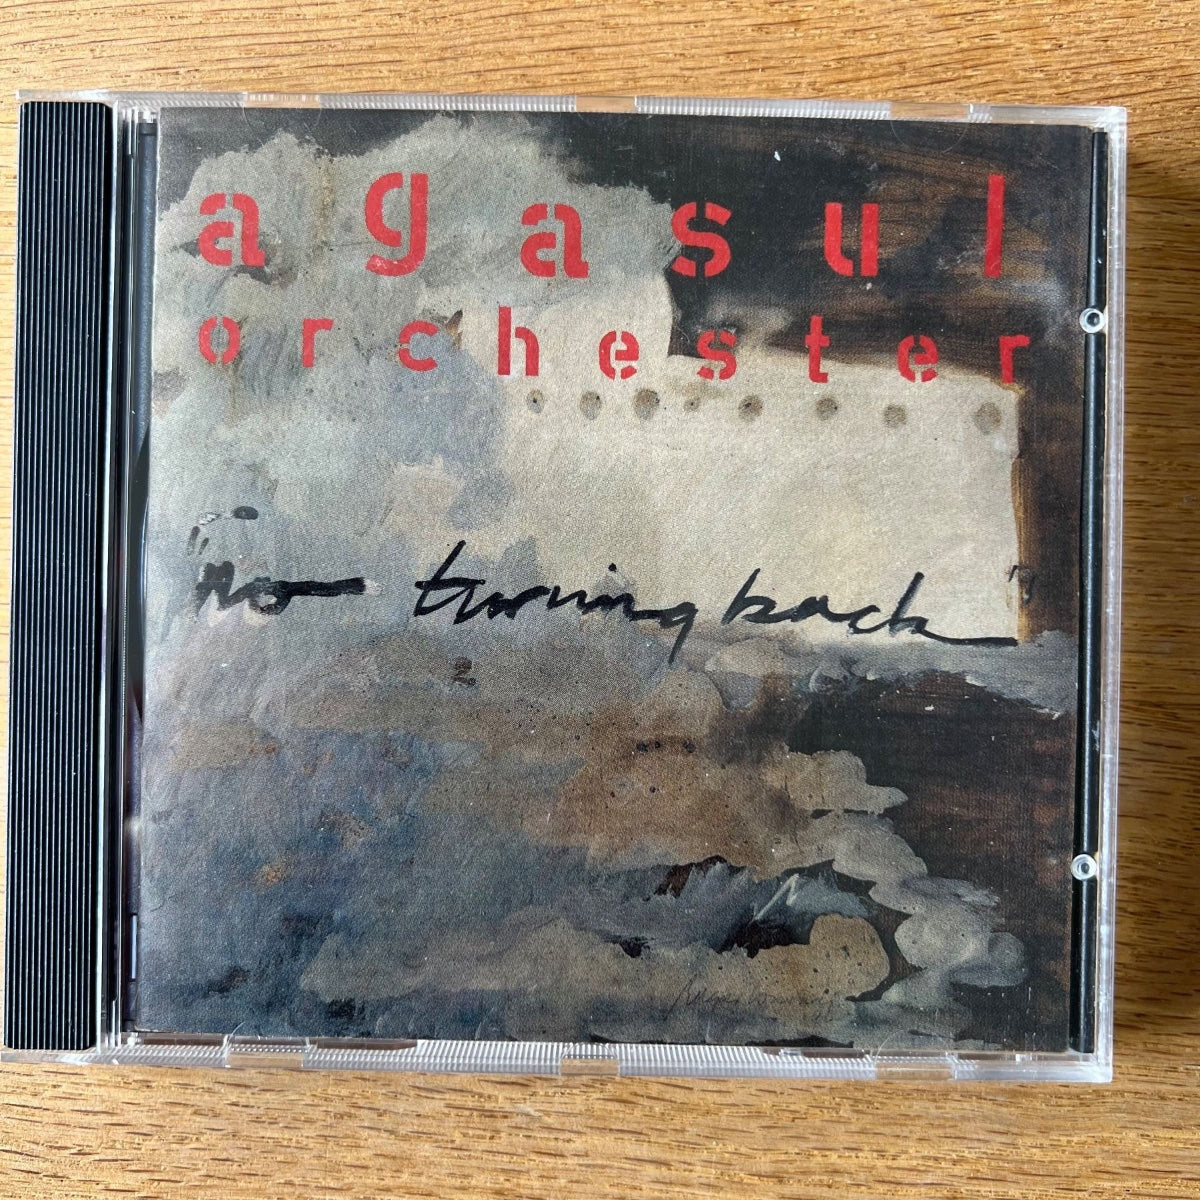 agasul
orchester
"no turning back"